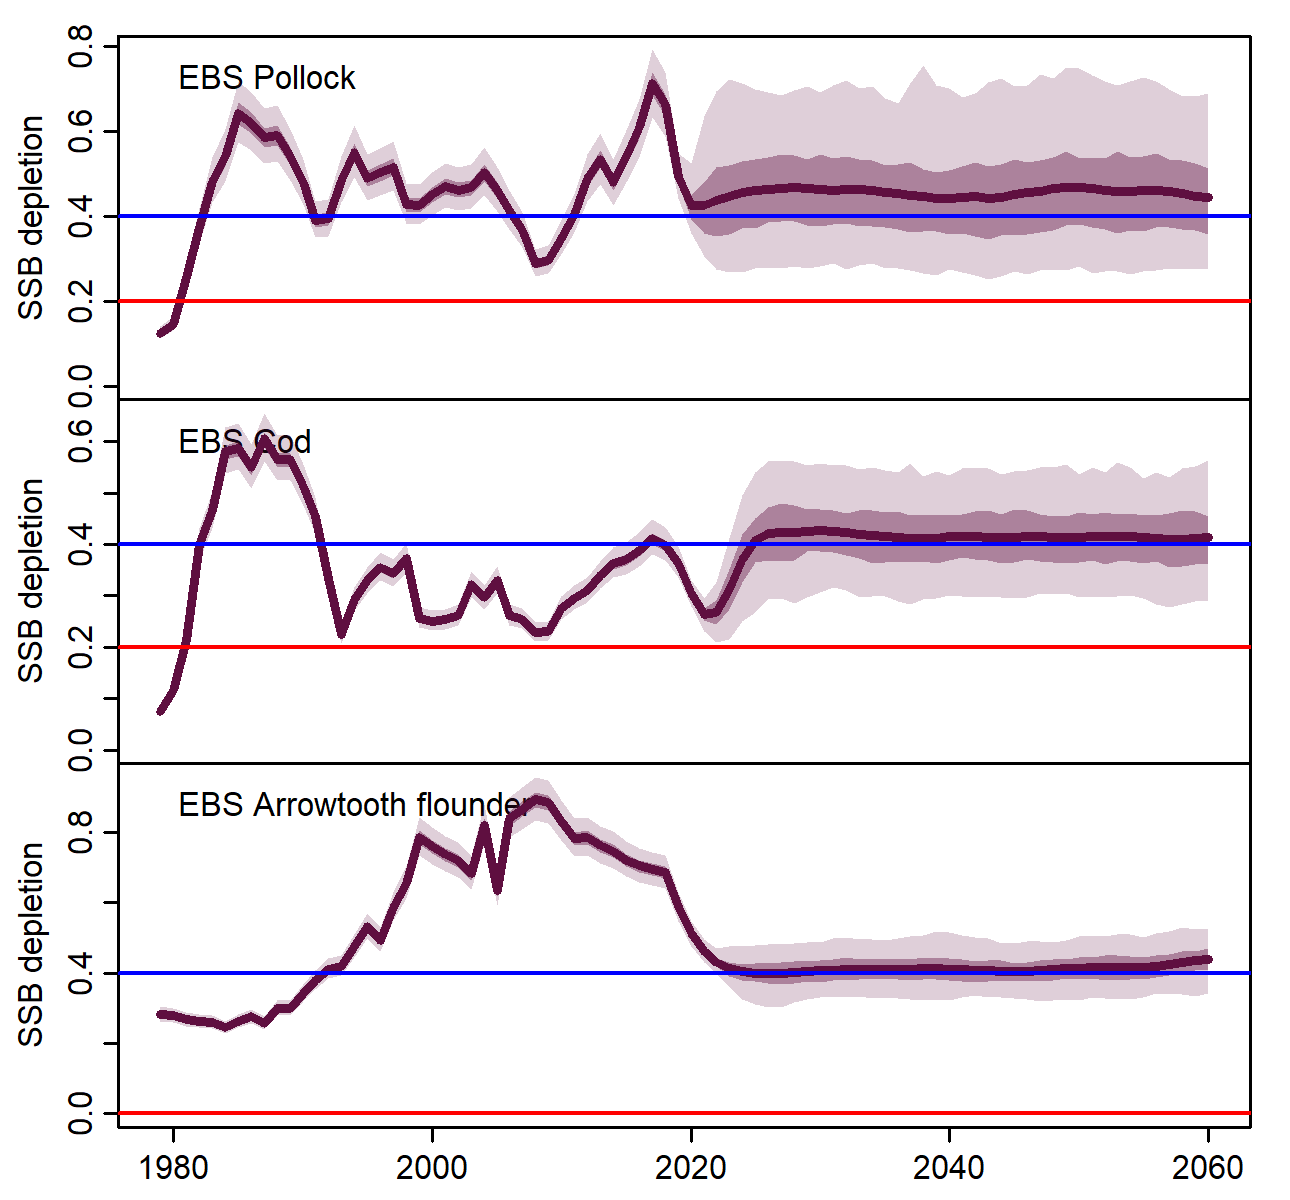 EBS Pollock
SSB depletion
0.8
0.6
0.4
0.2
0.0
EBS Cod
SSB depletion
0.6
0.4
0.2
0.0
EBS Arrowtooth flounder
SSB depletion
0.8
0.4
0.0
1980 2000 2020 2040 2060